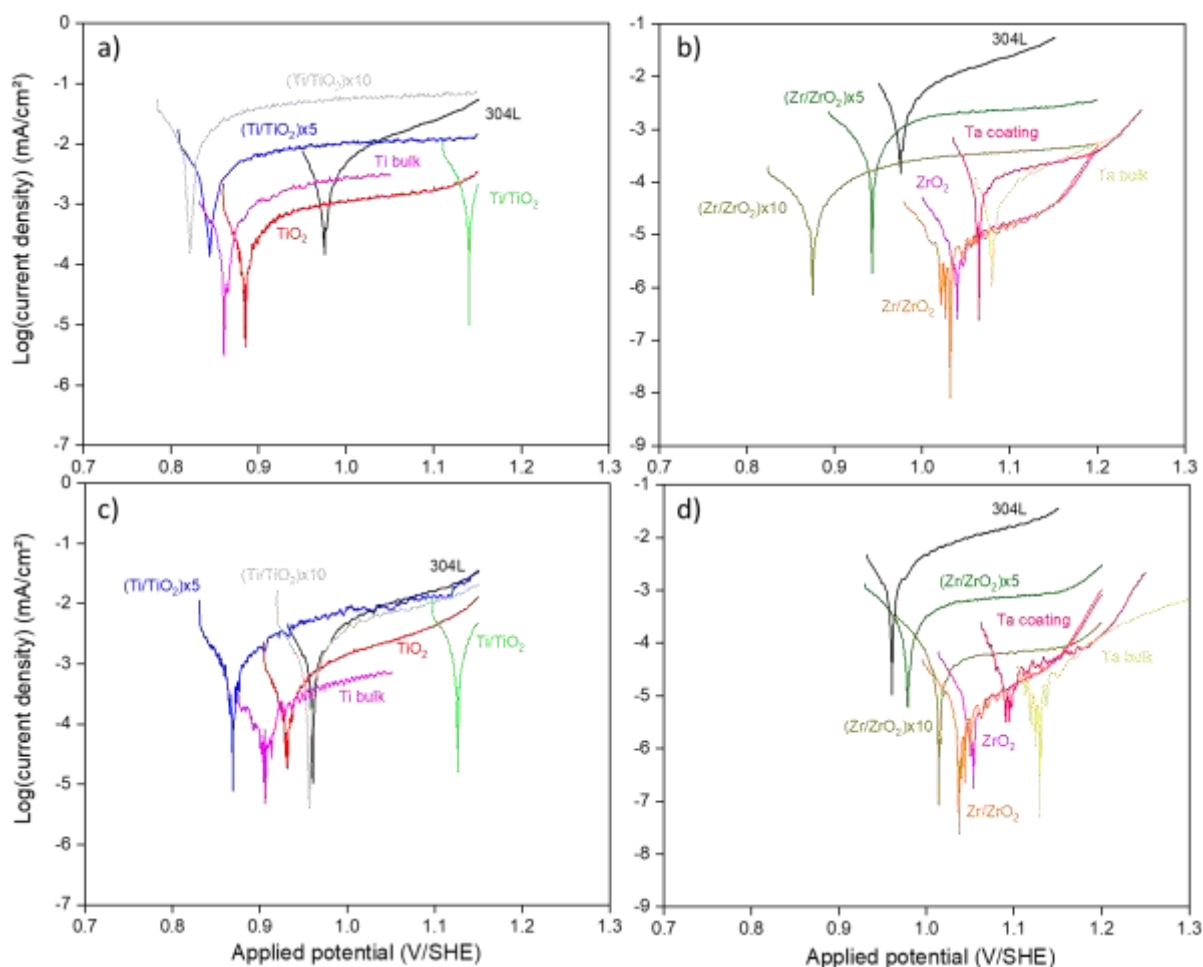 a)
Log(current density) (mA/cm²)
0
-1
-2
-3
-4
-5
-6
-7
(Ti/TiO₂)x10
304L
(Ti/TiO₂)x5
Ti bulk
Ti/TiO₂
TiO₂
0.7 0.8 0.9 1.0 1.1 1.2 1.3
b)
-1
-2
-3
-4
-5
-6
-7
-8
-9
304L
(Zr/ZrO₂)x5
Ta coating
Ta bulk
ZrO₂
(Zr/ZrO₂)x10
Zr/ZrO₂
0.7 0.8 0.9 1.0 1.1 1.2 1.3
c)
Log(current density) (mA/cm²)
0
-1
-2
-3
-4
-5
-6
-7
304L
(Ti/TiO₂)x10
(Ti/TiO₂)x5
Ti/TiO₂
TiO₂
Ti bulk
0.7 0.8 0.9 1.0 1.1 1.2 1.3
Applied potential (V/SHE)
d)
-1
-2
-3
-4
-5
-6
-7
-8
-9
304L
(Zr/ZrO₂)x5
Ta coating
Ta bulk
(Zr/ZrO₂)x10
ZrO₂
Zr/ZrO₂
0.7 0.8 0.9 1.0 1.1 1.2 1.3
Applied potential (V/SHE)